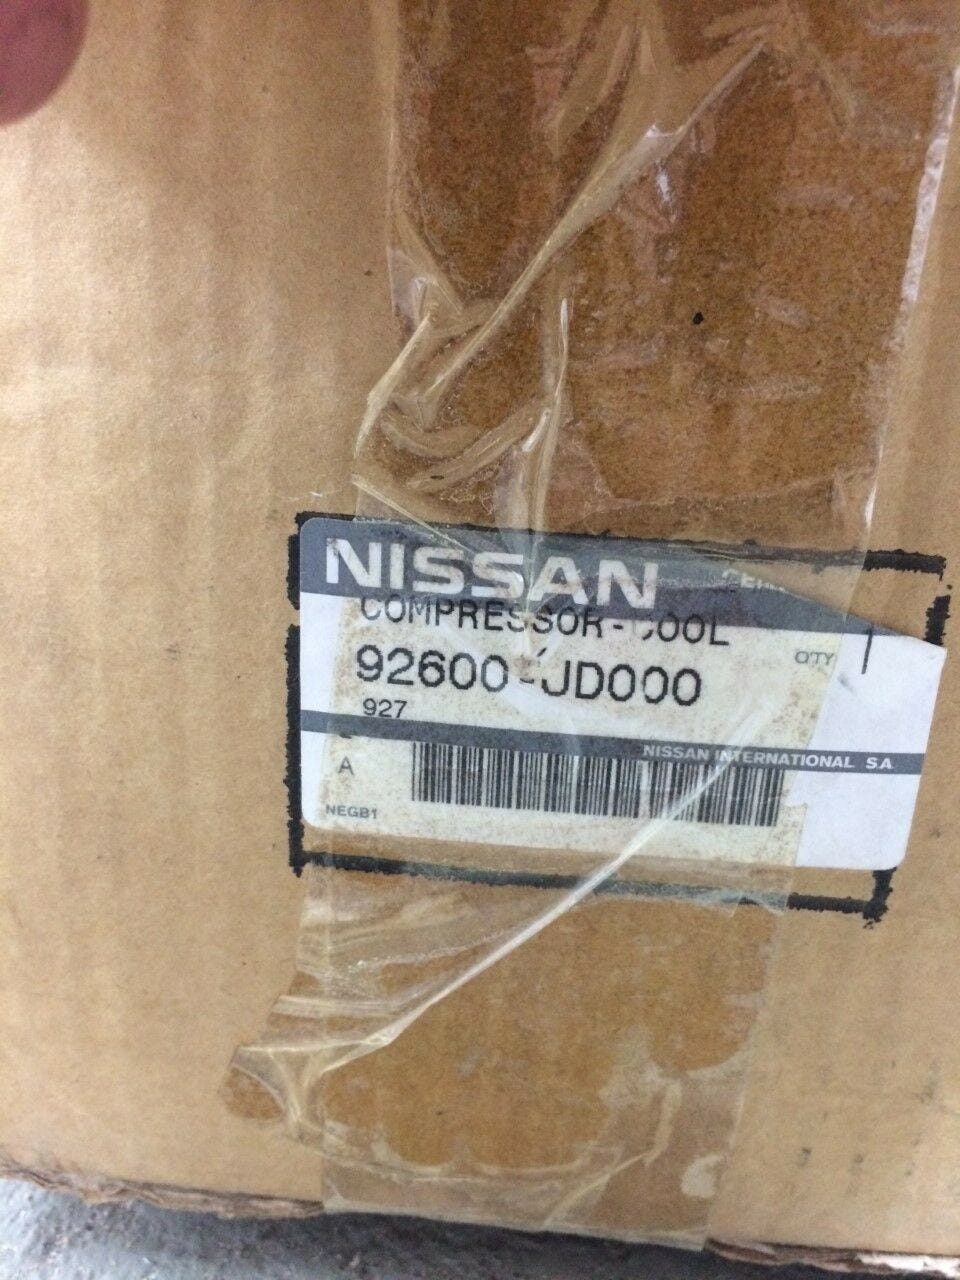 NISSAN
COMPRESSOR-COOL
92600-JD000
QTY 1
927
NISSAN INTERNATIONAL SA
A
NEGB1